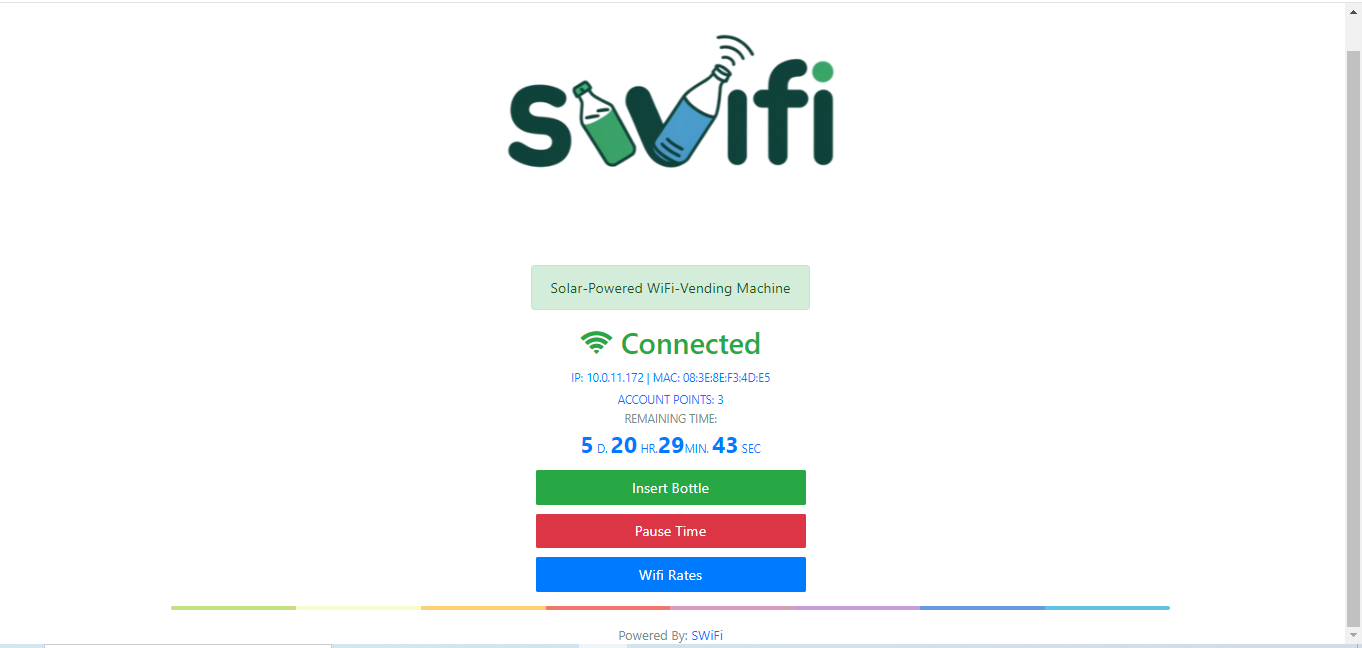 swifi
Solar-Powered WiFi-Vending Machine
Connected
IP: 10.0.11.172 | MAC: 08:3E:8E:F3:4D:E5
ACCOUNT POINTS: 3
REMAINING TIME:
5 D. 20 HR.29MIN. 43 SEC
Insert Bottle
Pause Time
Wifi Rates
Powered By: SWiFi